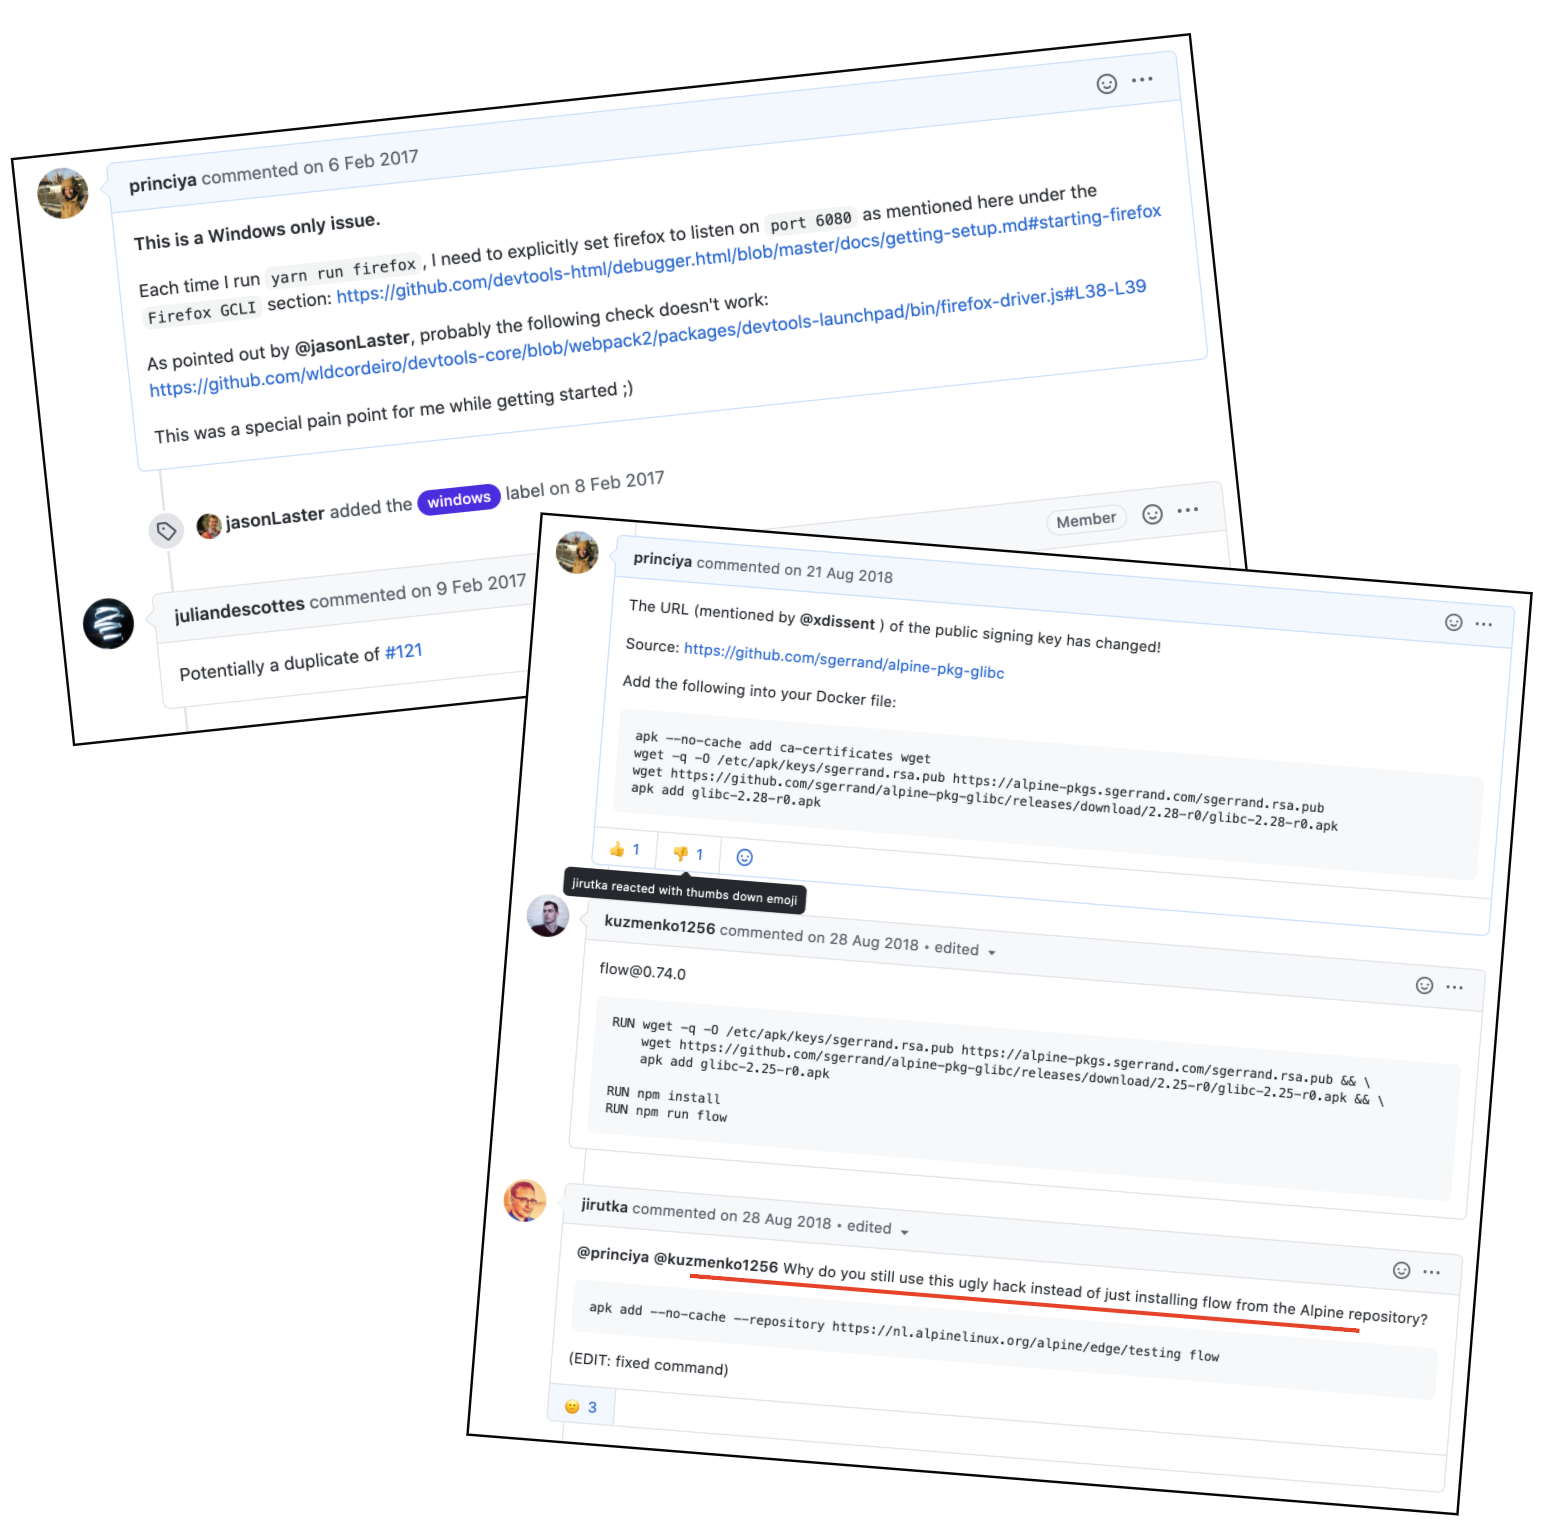 princiya commented on 6 Feb 2017
This is a Windows only issue.
Each time I run yarn run firefox , I need to explicitly set firefox to listen on port 6080 as mentioned here under the
Firefox GCLI section: https://github.com/devtools-html/debugger.html/blob/master/docs/getting-setup.md#starting-firefox
As pointed out by @jasonLaster, probably the following check doesn't work:
https://github.com/wldcordeiro/devtools-core/blob/webpack2/packages/devtools-launchpad/bin/firefox-driver.js#L38-L39
This was a special pain point for me while getting started ;)
jasonLaster added the windows label on 8 Feb 2017
juliandescottes commented on 9 Feb 2017
Member
Potentially a duplicate of #121
princiya commented on 21 Aug 2018
The URL (mentioned by @xdissent ) of the public signing key has changed!
Source: https://github.com/sgerrand/alpine-pkg-glibc
Add the following into your Docker file:
apk --no-cache add ca-certificates wget
wget -q -O /etc/apk/keys/sgerrand.rsa.pub https://alpine-pkgs.sgerrand.com/sgerrand.rsa.pub
wget https://github.com/sgerrand/alpine-pkg-glibc/releases/download/2.28-r0/glibc-2.28-r0.apk
apk add glibc-2.28-r0.apk
👍 1 👎 1
jirutka reacted with thumbs down emoji
kuzmenko1256 commented on 28 Aug 2018 • edited
flow@0.74.0
RUN wget -q -O /etc/apk/keys/sgerrand.rsa.pub https://alpine-pkgs.sgerrand.com/sgerrand.rsa.pub && \
wget https://github.com/sgerrand/alpine-pkg-glibc/releases/download/2.25-r0/glibc-2.25-r0.apk && \
apk add glibc-2.25-r0.apk
RUN npm install
RUN npm run flow
jirutka commented on 28 Aug 2018 • edited
@princiya @kuzmenko1256 Why do you still use this ugly hack instead of just installing flow from the Alpine repository?
apk add --no-cache --repository https://nl.alpinelinux.org/alpine/edge/testing flow
(EDIT: fixed command)
😕 3